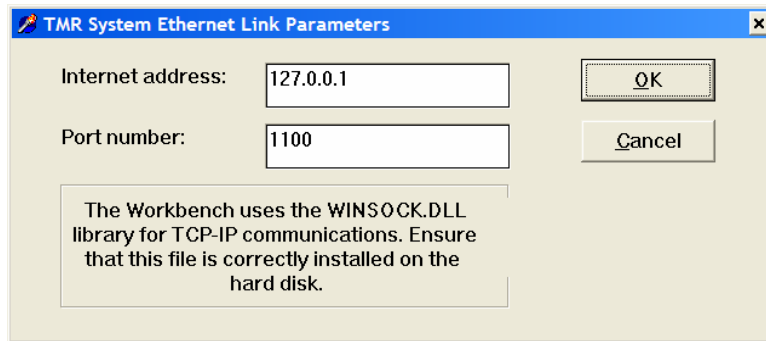 TMR System Ethernet Link Parameters
Internet address:
127.0.0.1
OK
Port number:
1100
Cancel
The Workbench uses the WINSOCK.DLL
library for TCP-IP communications. Ensure
that this file is correctly installed on the
hard disk.